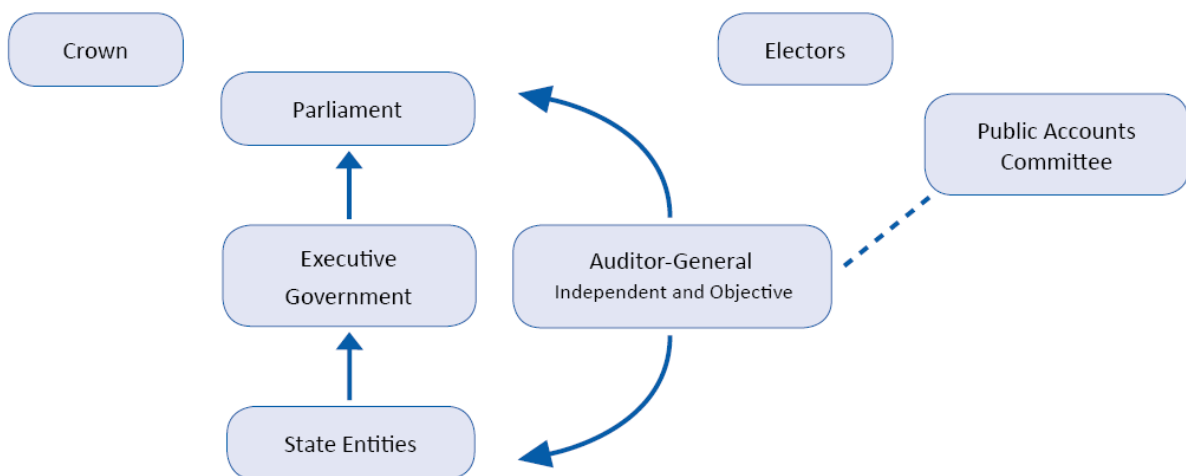 Crown
Electors
Parliament
Public Accounts
Committee
Executive
Government
Auditor-General
Independent and Objective
State Entities